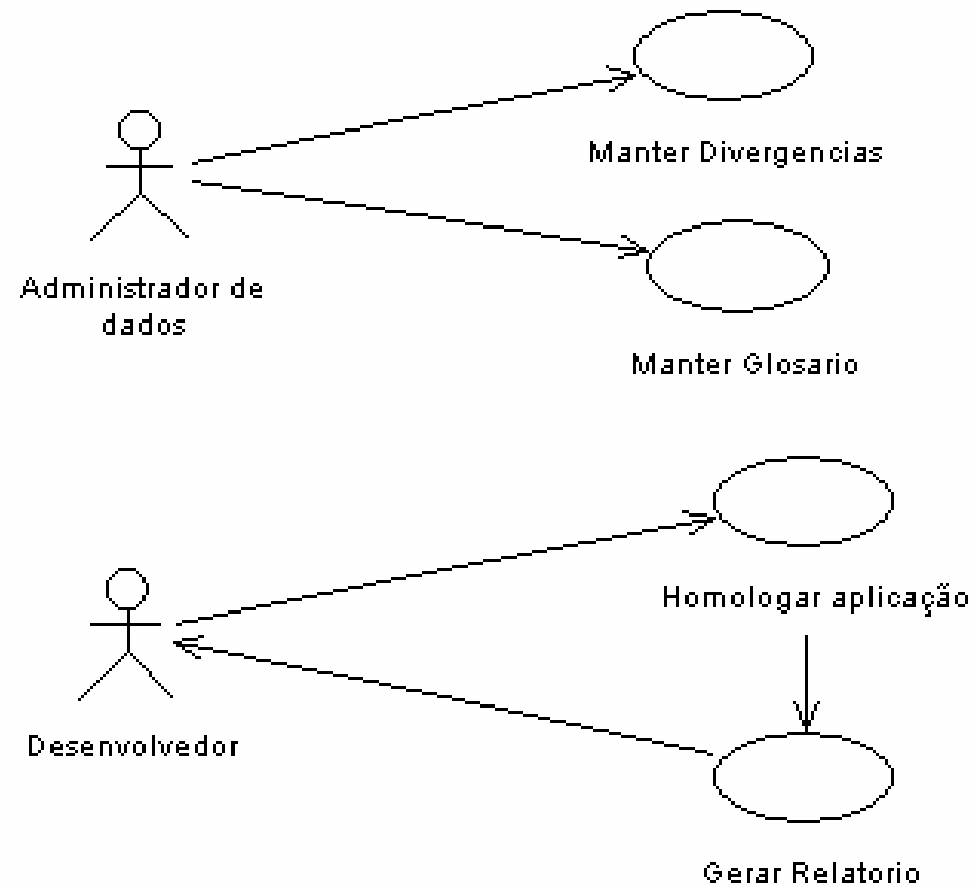 Manter Divergencias
Administrador de
dados
Manter Glosario
Homologar aplicação
Desenvolvedor
Gerar Relatorio